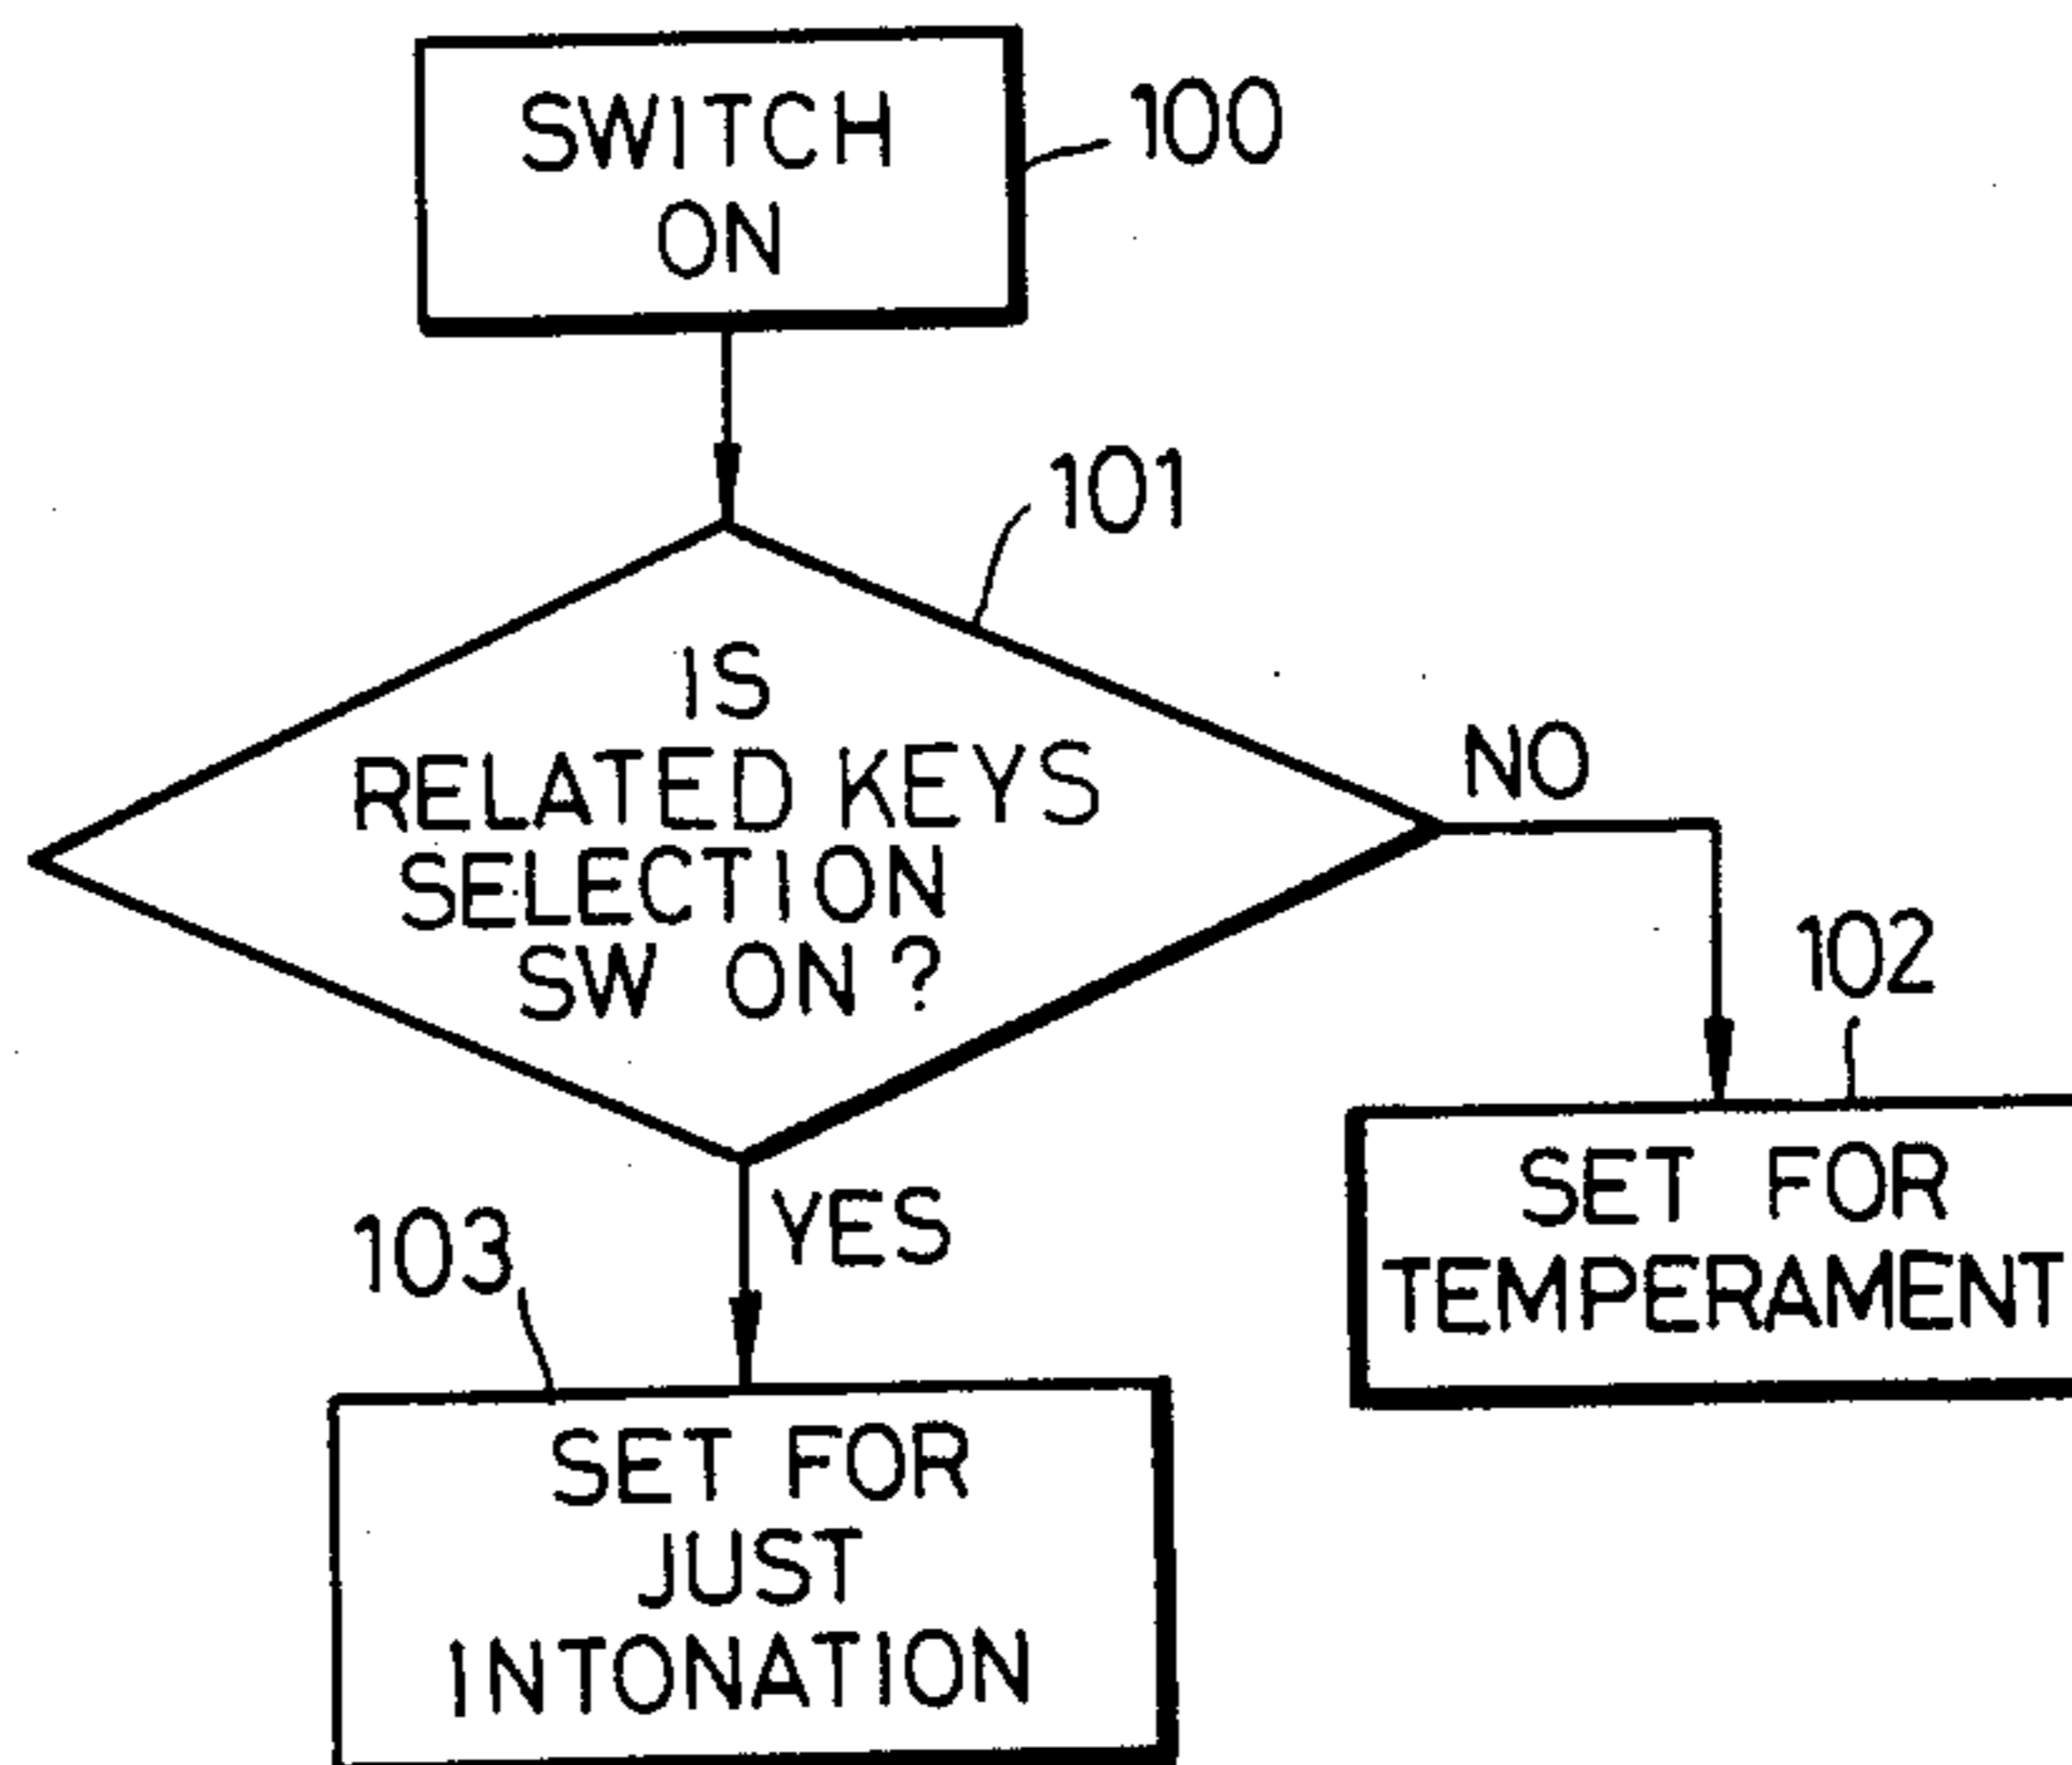 SWITCH
ON
100
101
IS
RELATED KEYS
SELECTION
SW ON ?
NO
102
SET FOR
TEMPERAMENT
YES
103
SET FOR
JUST
INTONATION